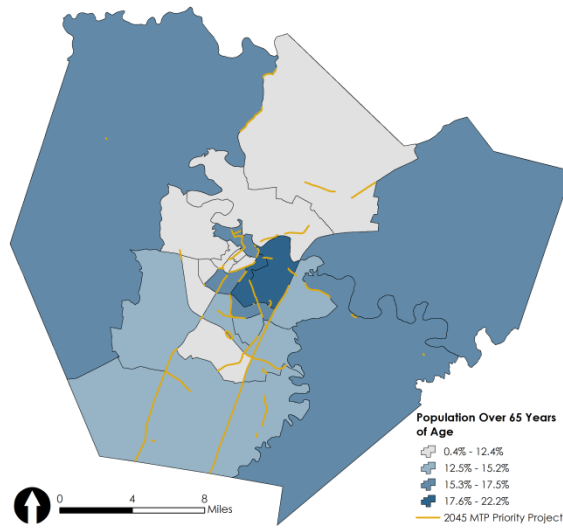 Population Over 65 Years
of Age
0.4% - 12.4%
12.5% - 15.2%
15.3% - 17.5%
17.6% - 22.2%
2045 MTP Priority Project
0 4 8
Miles